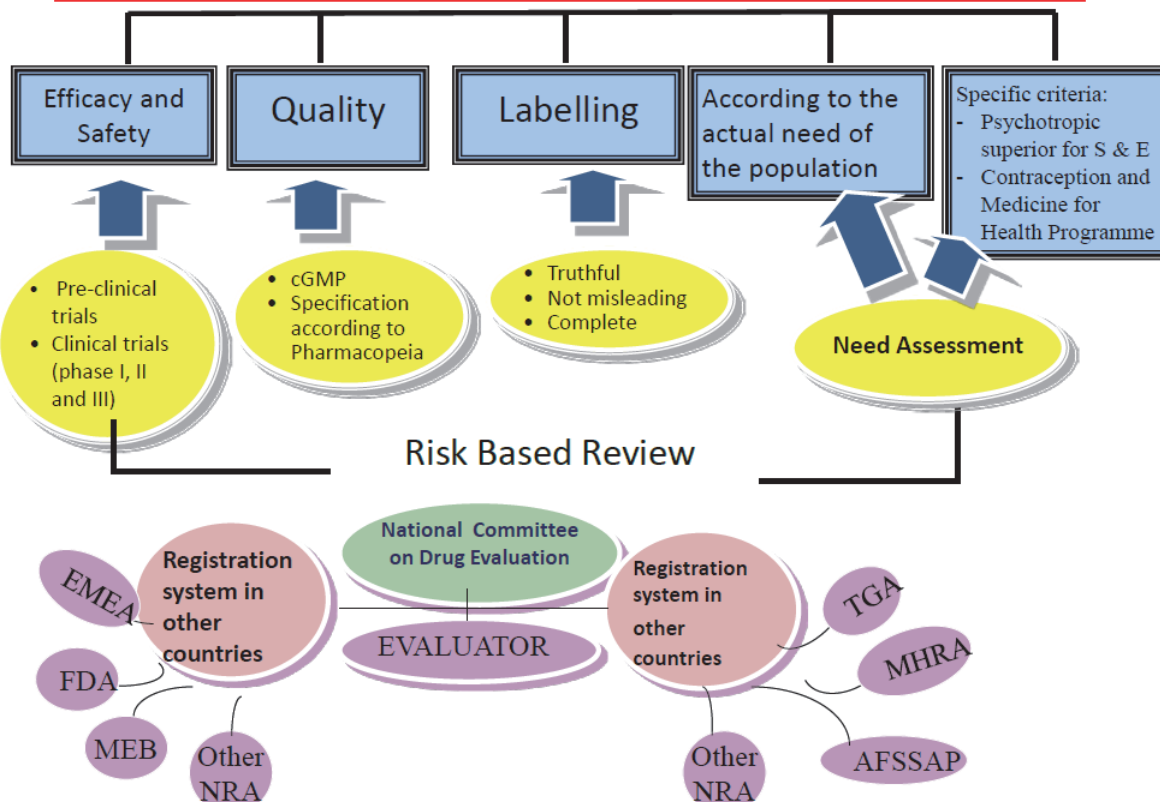 Efficacy and
Safety
Quality
Labelling
According to the
actual need of
the population
Specific criteria:
- Psychotropic
superior for S & E
- Contraception and
Medicine for
Health Programme
• Pre-clinical
trials
• Clinical trials
(phase I, II
and III)
• cGMP
• Specification
according to
Pharmacopeia
• Truthful
• Not misleading
• Complete
Need Assessment
Risk Based Review
National Committee
on Drug Evaluation
EVALUATOR
Registration
system in
other
countries
EMEA
FDA
MEB
Other
NRA
Registration
system in
other
countries
TGA
MHRA
AFSSAP
Other
NRA